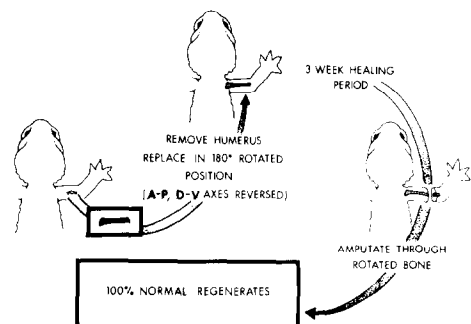 3 WEEK HEALING
PERIOD
REMOVE HUMERUS
REPLACE IN 180° ROTATED
POSITION
(A-P, D-V AXES REVERSED)
AMPUTATE THROUGH
ROTATED BONE
100% NORMAL REGENERATES